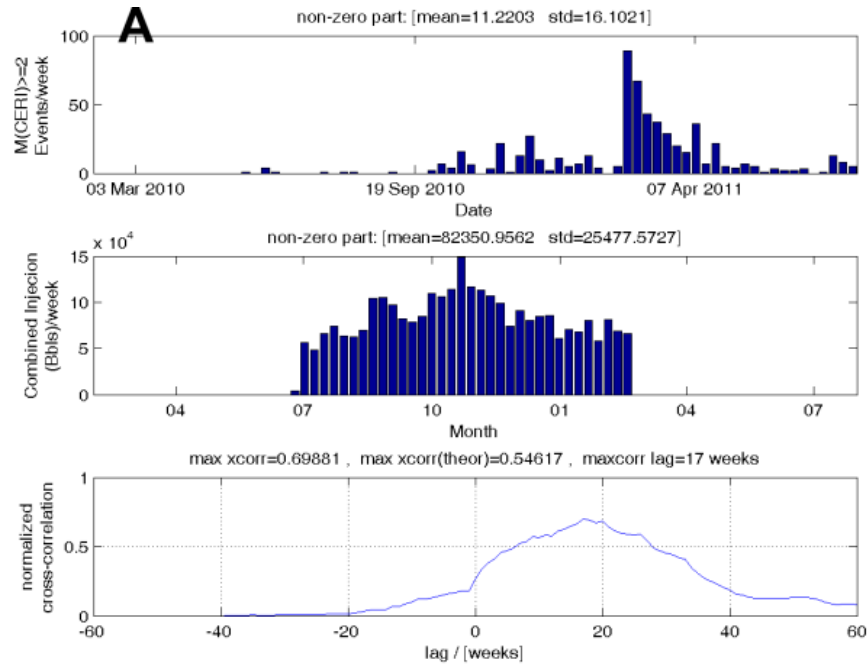 A
non-zero part: [mean=11.2203 std=16.1021]
M(CERI)>=2
Events/week
100
50
0
03 Mar 2010 19 Sep 2010 07 Apr 2011
Date
x 10^4
non-zero part: [mean=82350.9562 std=25477.5727]
Combined Injecion
(Bbls)/week
15
10
5
0
04 07 10 01 04 07
Month
max xcorr=0.69881 , max xcorr(theor)=0.54617 , maxcorr lag=17 weeks
normalized
cross-correlation
1
0.5
0
-60 -40 -20 0 20 40 60
lag / [weeks]